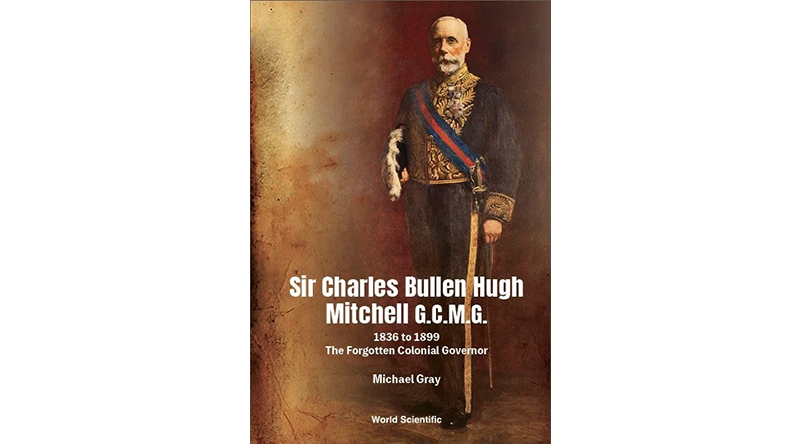 Sir Charles Bullen Hugh
Mitchell G.C.M.G.
1836 to 1899
The Forgotten Colonial Governor
Michael Gray
World Scientific